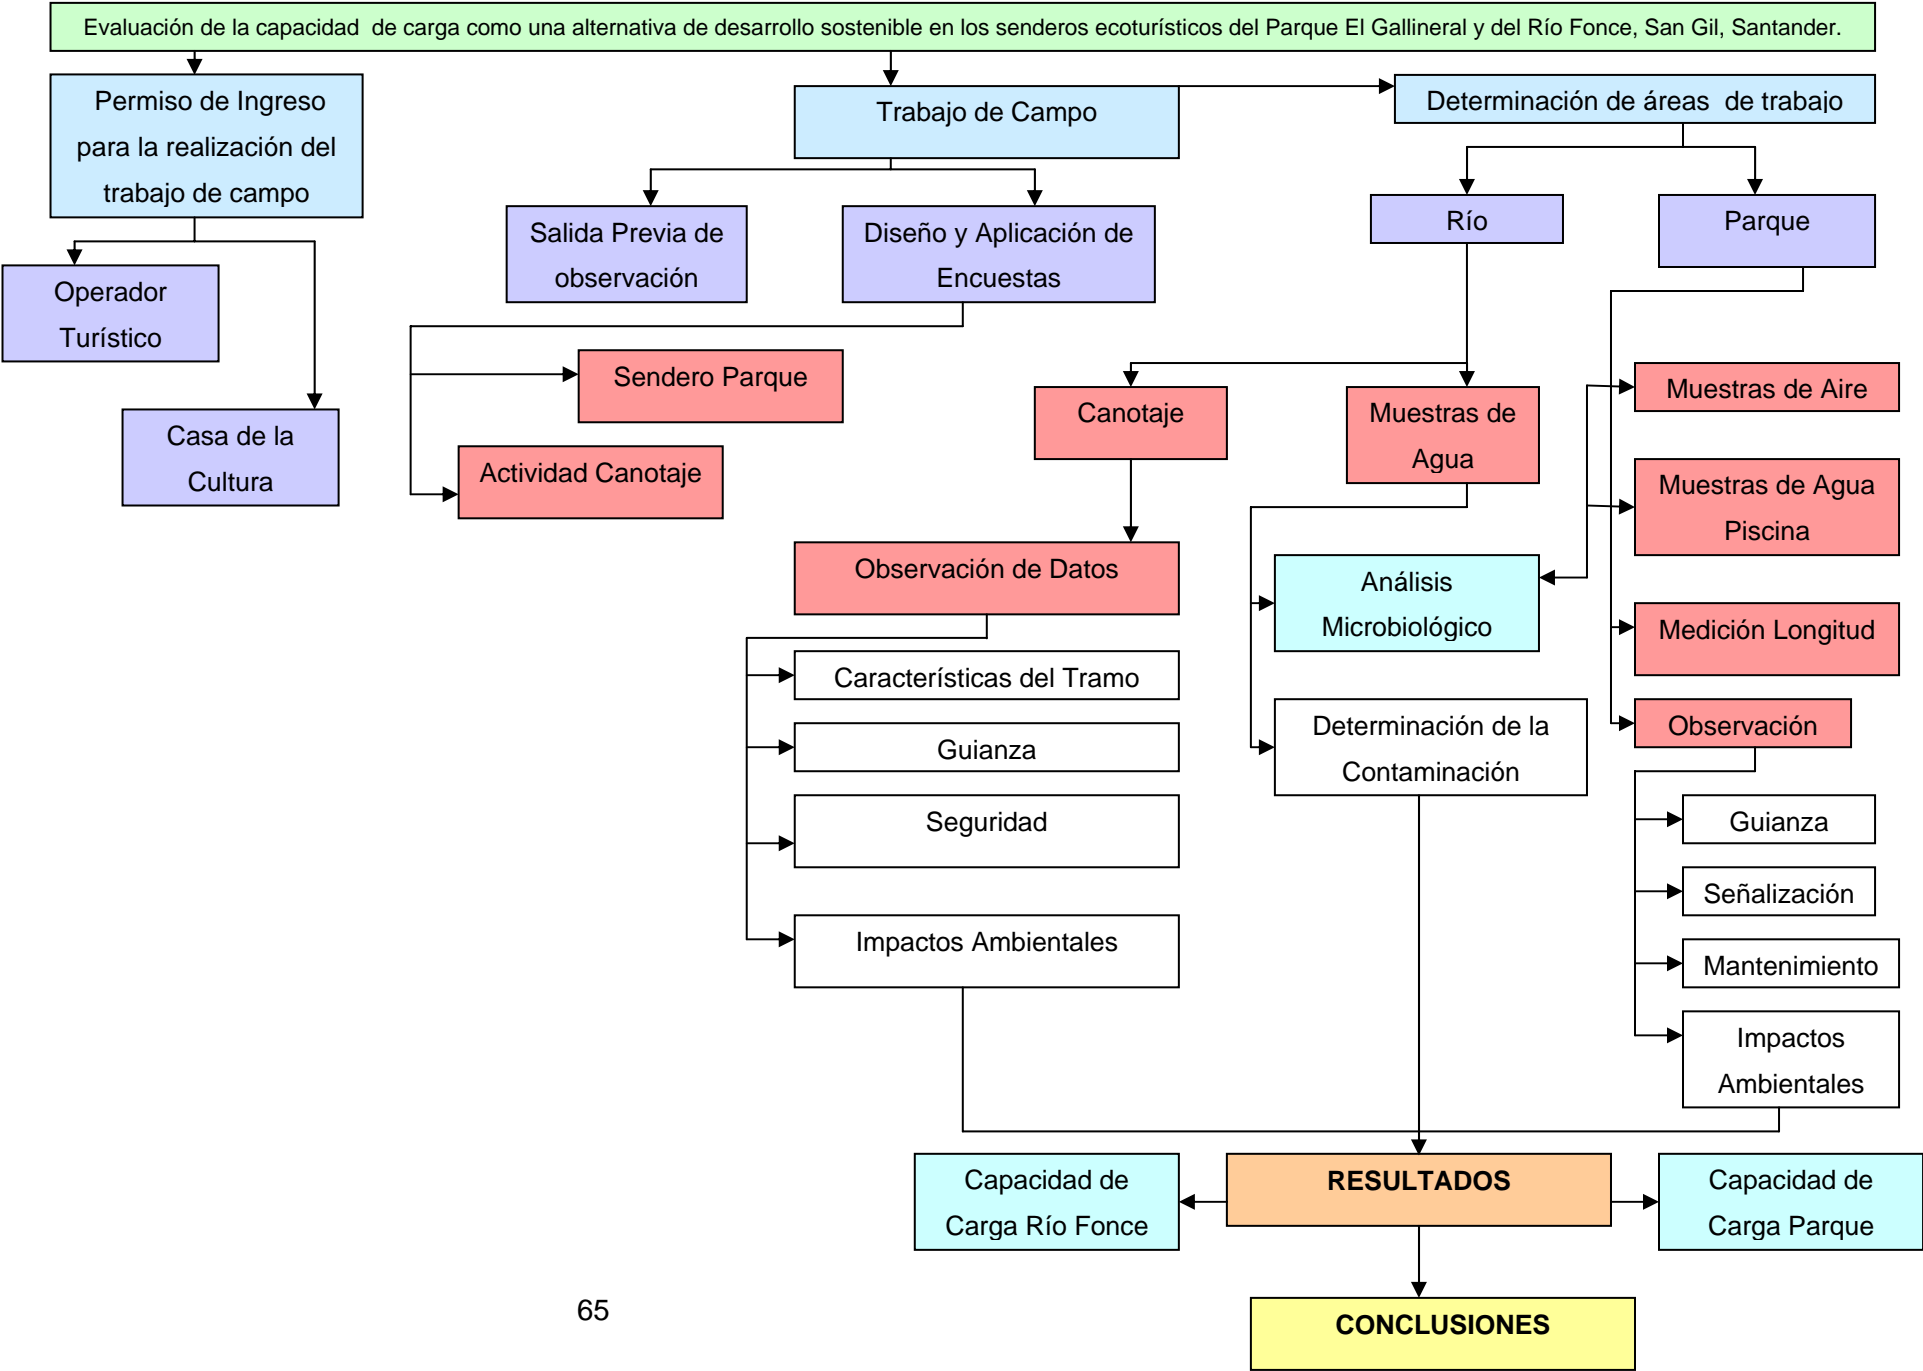 Evaluación de la capacidad  de carga como una alternativa de desarrollo sostenible en los senderos ecoturísticos del Parque El Gallineral y del Río Fonce, San Gil, Santander.
Permiso de Ingreso
para la realización del
trabajo de campo
Trabajo de Campo
Determinación de áreas  de trabajo
Operador
Turístico
Casa de la
Cultura
Salida Previa de
observación
Diseño y Aplicación de
Encuestas
Río
Parque
Sendero Parque
Actividad Canotaje
Canotaje
Muestras de
Agua
Muestras de Aire
Muestras de Agua
Piscina
Medición Longitud
Observación
Observación de Datos
Análisis
Microbiológico
Características del Tramo
Guianza
Seguridad
Impactos Ambientales
Determinación de la
Contaminación
Guianza
Señalización
Mantenimiento
Impactos
Ambientales
Capacidad de
Carga Río Fonce
RESULTADOS
Capacidad de
Carga Parque
CONCLUSIONES
65